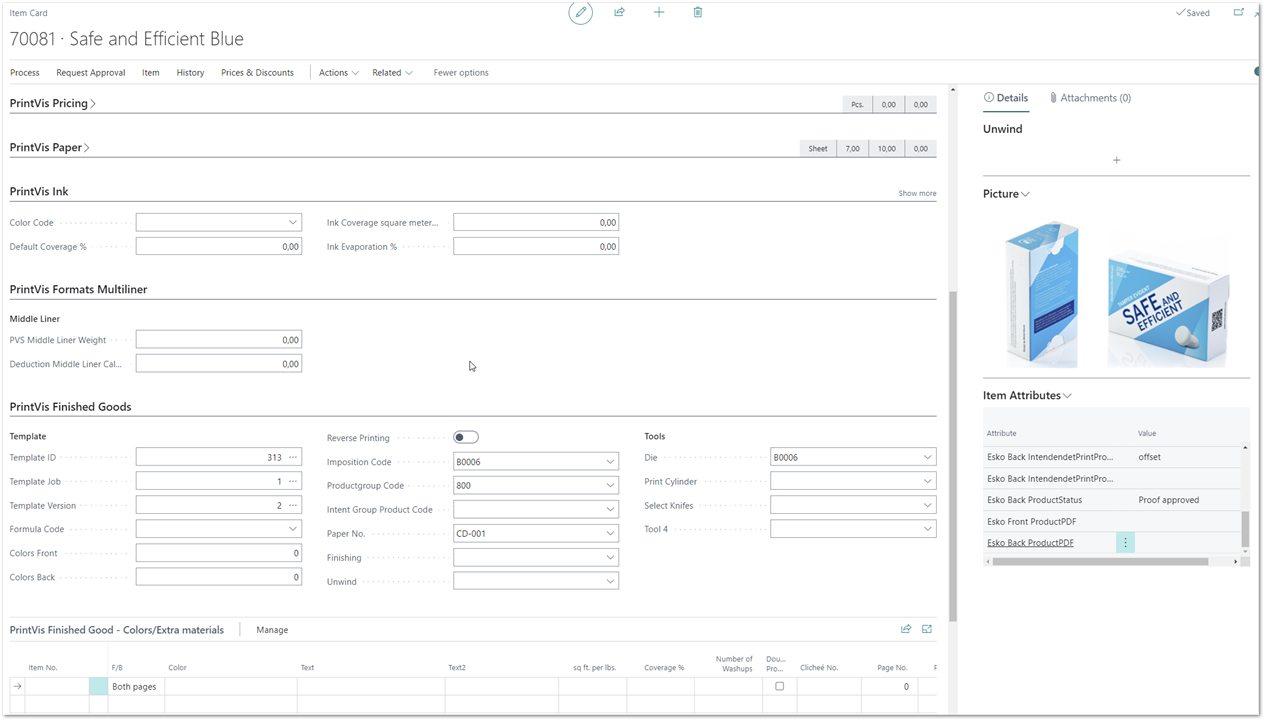 Item Card
Saved
70081 · Safe and Efficient Blue
Process Request Approval Item History Prices & Discounts Actions Related Fewer options
PrintVis Pricing
Pcs. 0,00 0,00
PrintVis Paper
Sheet 7,00 10,00 0,00
PrintVis Ink
Show more
Color Code
Default Coverage % 0,00
Ink Coverage square meter... 0,00
Ink Evaporation % 0,00
PrintVis Formats Multiliner
Middle Liner
PVS Middle Liner Weight 0,00
Deduction Middle Liner Cal... 0,00
PrintVis Finished Goods
Template
Template ID 313 ...
Template Job 1 ...
Template Version 2 ...
Formula Code
Colors Front 0
Colors Back 0
Reverse Printing
Imposition Code B0006
Productgroup Code 800
Intent Group Product Code
Paper No. CD-001
Finishing
Unwind
Tools
Die B0006
Print Cylinder
Select Knifes
Tool 4
PrintVis Finished Good - Colors/Extra materials
Manage
Item No. F/B Color Text Text2 sq ft. per lbs. Coverage % Number of Washups Dou... Pro... Clicheé No. Page No.
Both pages 0
Details
Attachments (0)
Unwind
Picture
TAMPER EVIDENT
SAFE AND
EFFICIENT
Item Attributes
Attribute Value
Esko Back IntendendetPrintPro... offset
Esko Back IntendendetPrintPro...
Esko Back ProductStatus Proof approved
Esko Front ProductPDF
Esko Back ProductPDF